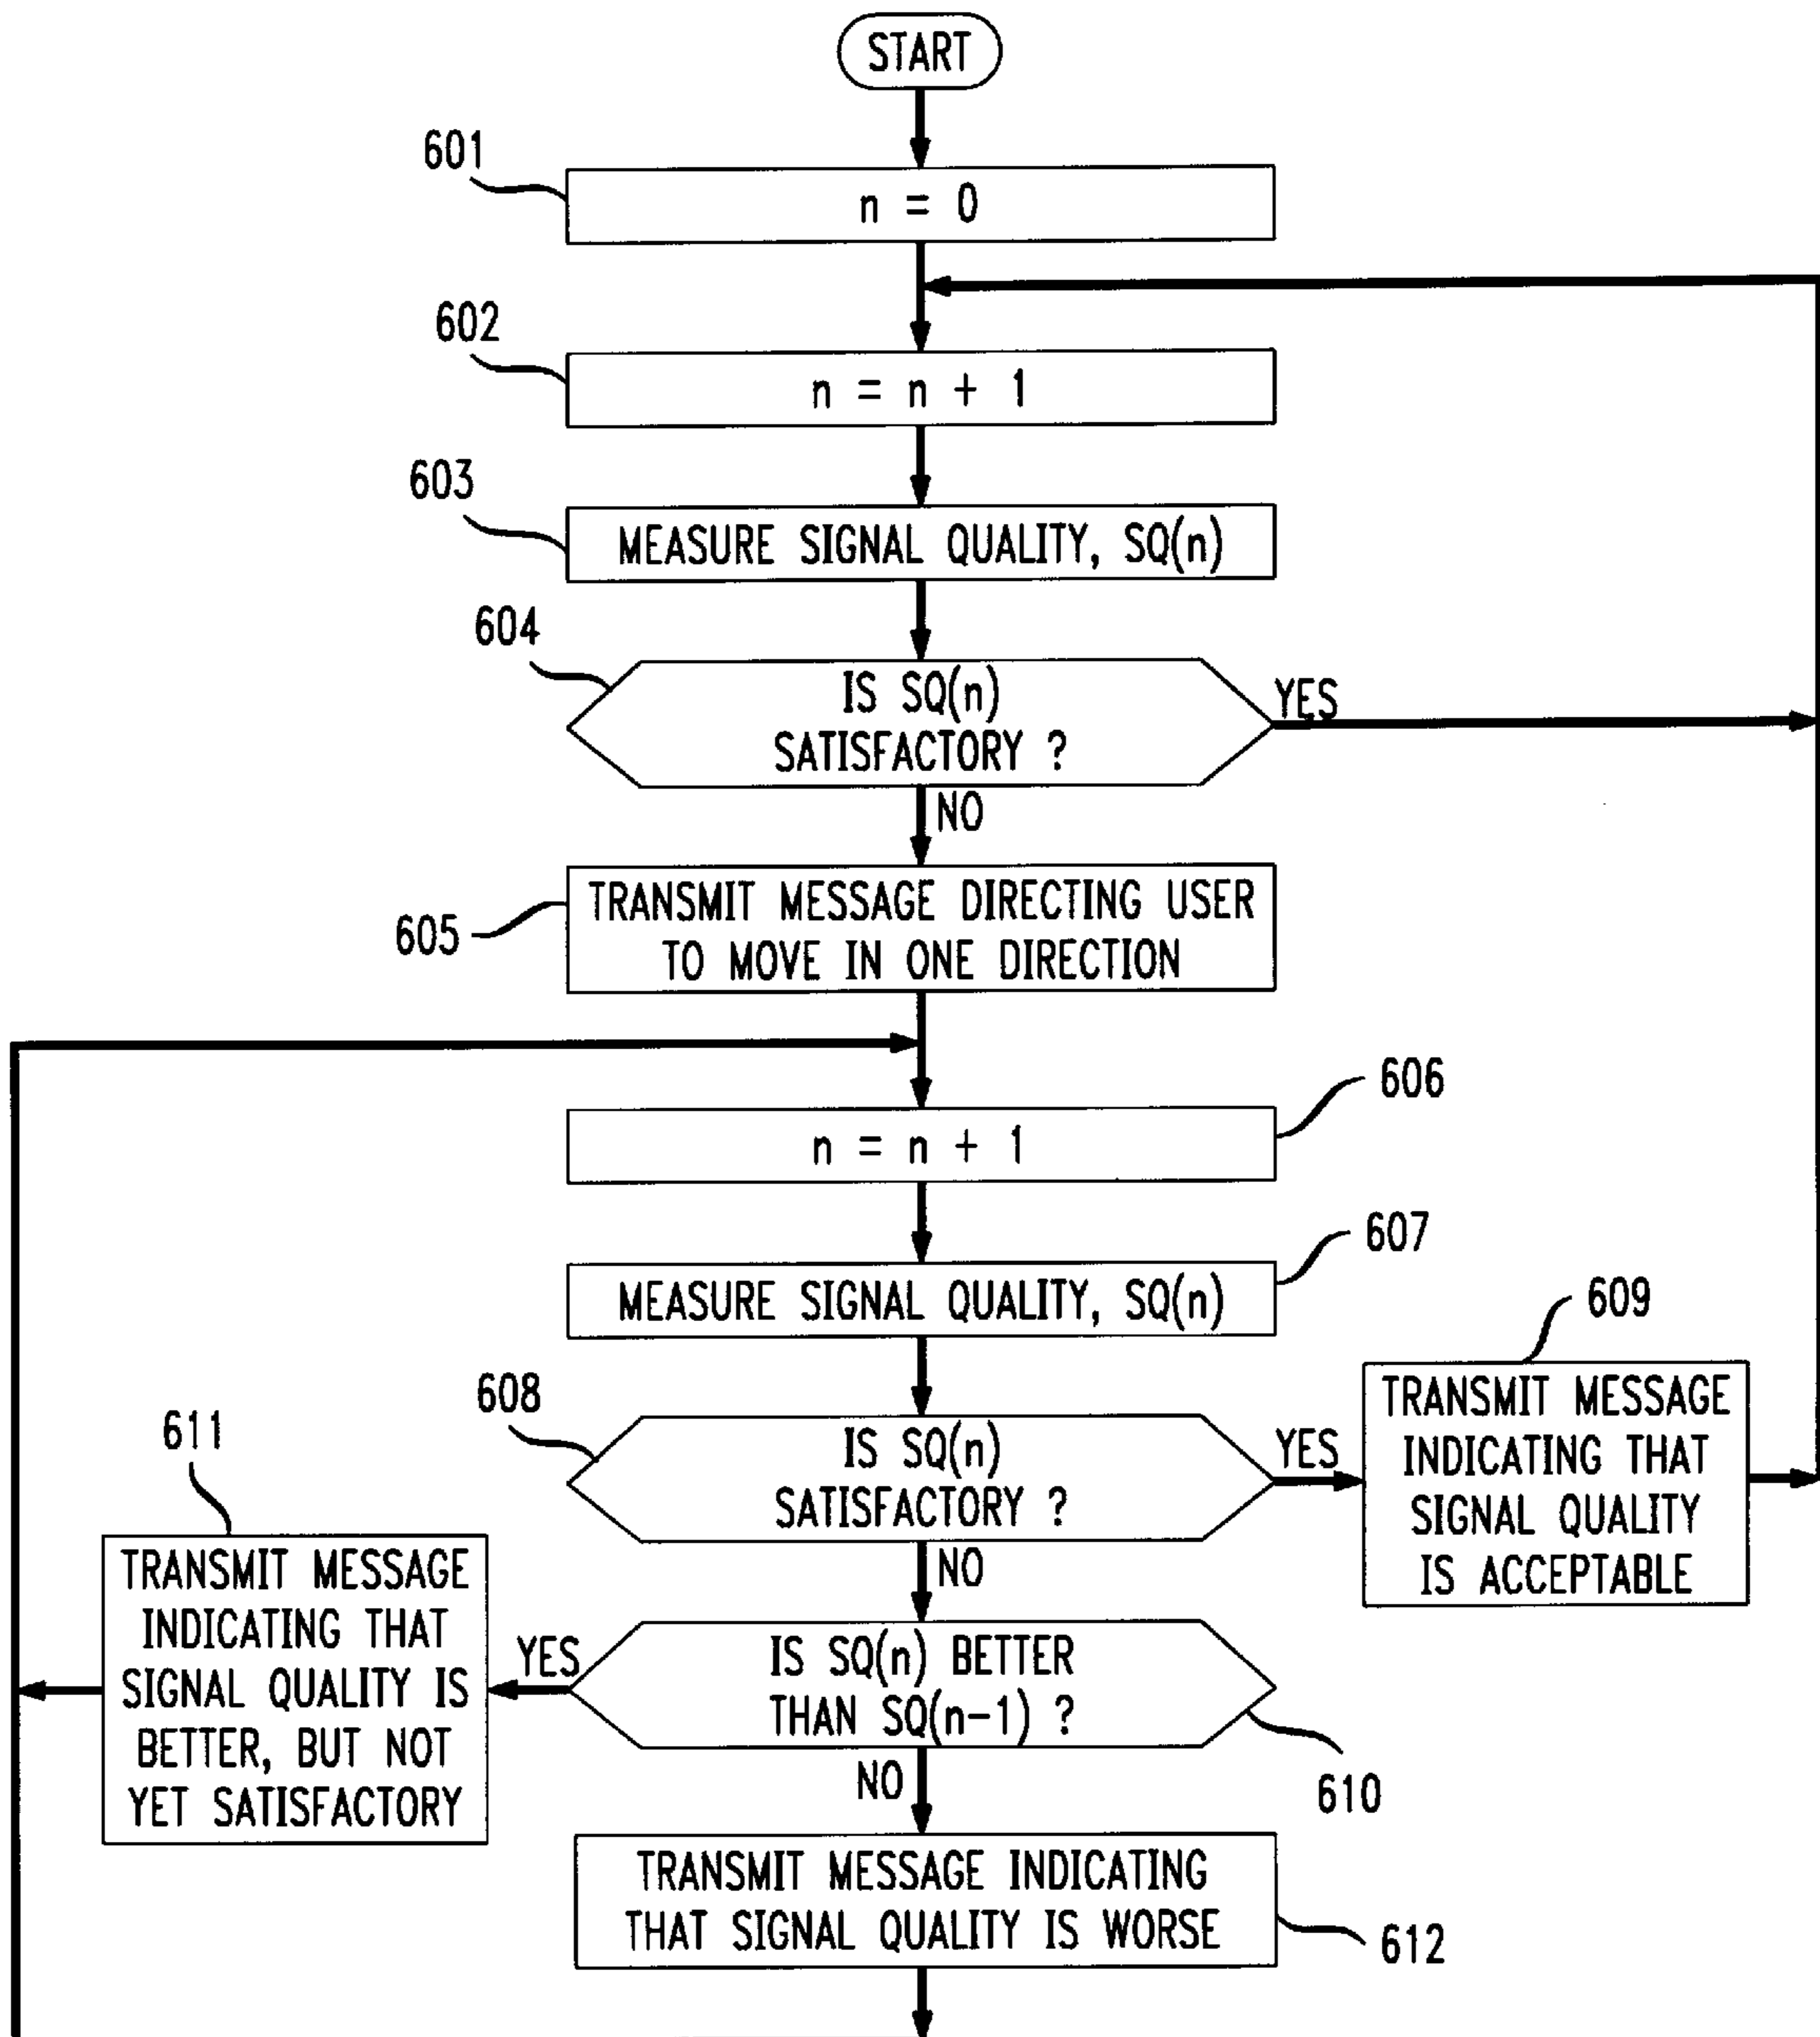 START
601
n = 0
602
n = n + 1
603
MEASURE SIGNAL QUALITY, SQ(n)
604
IS SQ(n)
SATISFACTORY ?
YES
NO
605
TRANSMIT MESSAGE DIRECTING USER
TO MOVE IN ONE DIRECTION
606
n = n + 1
607
MEASURE SIGNAL QUALITY, SQ(n)
608
IS SQ(n)
SATISFACTORY ?
YES
609
TRANSMIT MESSAGE
INDICATING THAT
SIGNAL QUALITY
IS ACCEPTABLE
NO
610
IS SQ(n) BETTER
THAN SQ(n-1) ?
YES
611
TRANSMIT MESSAGE
INDICATING THAT
SIGNAL QUALITY IS
BETTER, BUT NOT
YET SATISFACTORY
NO
TRANSMIT MESSAGE INDICATING
THAT SIGNAL QUALITY IS WORSE
612